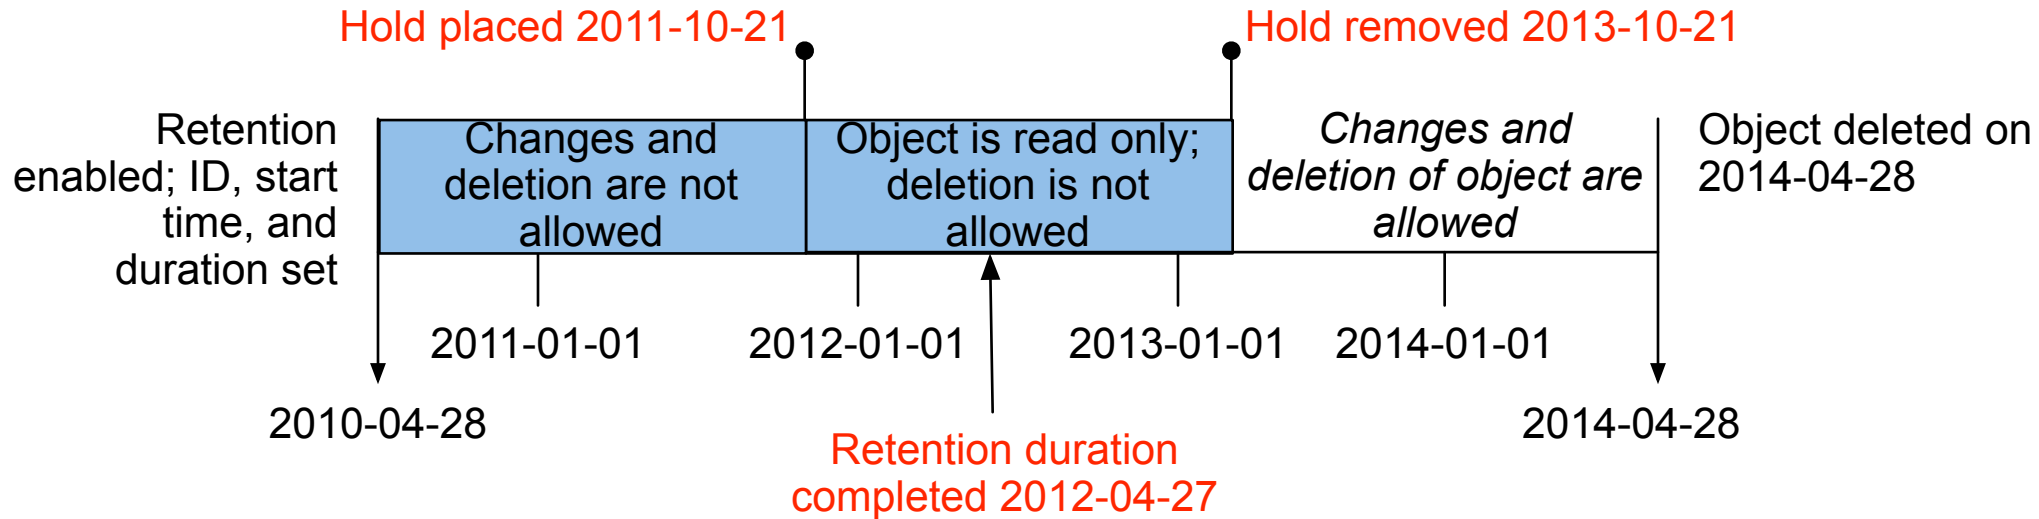 Hold placed 2011-10-21
Hold removed 2013-10-21
Retention
enabled; ID, start
time, and
duration set
Changes and
deletion are not
allowed
Object is read only;
deletion is not
allowed
Changes and
deletion of object are
allowed
Object deleted on
2014-04-28
2011-01-01
2012-01-01
2013-01-01
2014-01-01
2010-04-28
2014-04-28
Retention duration
completed 2012-04-27